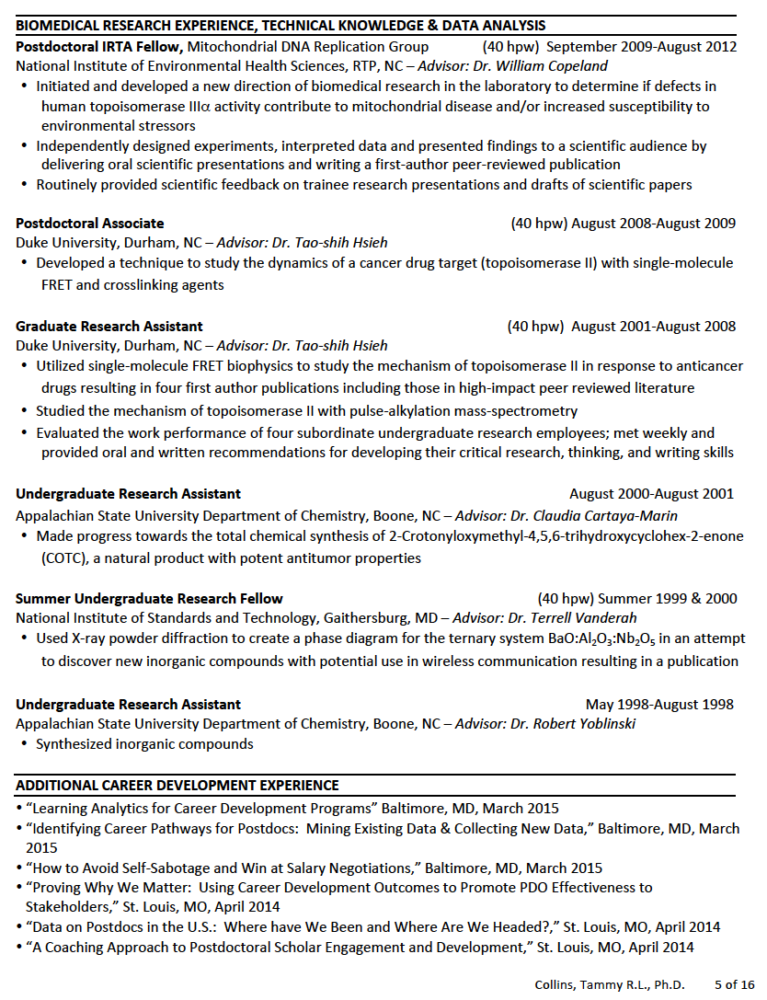 BIOMEDICAL RESEARCH EXPERIENCE, TECHNICAL KNOWLEDGE & DATA ANALYSIS
Postdoctoral IRTA Fellow, Mitochondrial DNA Replication Group (40 hpw) September 2009-August 2012
National Institute of Environmental Health Sciences, RTP, NC – Advisor: Dr. William Copeland
• Initiated and developed a new direction of biomedical research in the laboratory to determine if defects in
human topoisomerase IIIα activity contribute to mitochondrial disease and/or increased susceptibility to
environmental stressors
• Independently designed experiments, interpreted data and presented findings to a scientific audience by
delivering oral scientific presentations and writing a first-author peer-reviewed publication
• Routinely provided scientific feedback on trainee research presentations and drafts of scientific papers
Postdoctoral Associate (40 hpw) August 2008-August 2009
Duke University, Durham, NC – Advisor: Dr. Tao-shih Hsieh
• Developed a technique to study the dynamics of a cancer drug target (topoisomerase II) with single-molecule
FRET and crosslinking agents
Graduate Research Assistant (40 hpw) August 2001-August 2008
Duke University, Durham, NC – Advisor: Dr. Tao-shih Hsieh
• Utilized single-molecule FRET biophysics to study the mechanism of topoisomerase II in response to anticancer
drugs resulting in four first author publications including those in high-impact peer reviewed literature
• Studied the mechanism of topoisomerase II with pulse-alkylation mass-spectrometry
• Evaluated the work performance of four subordinate undergraduate research employees; met weekly and
provided oral and written recommendations for developing their critical research, thinking, and writing skills
Undergraduate Research Assistant August 2000-August 2001
Appalachian State University Department of Chemistry, Boone, NC – Advisor: Dr. Claudia Cartaya-Marin
• Made progress towards the total chemical synthesis of 2-Crotonyloxymethyl-4,5,6-trihydroxycyclohex-2-enone
(COTC), a natural product with potent antitumor properties
Summer Undergraduate Research Fellow (40 hpw) Summer 1999 & 2000
National Institute of Standards and Technology, Gaithersburg, MD – Advisor: Dr. Terrell Vanderah
• Used X-ray powder diffraction to create a phase diagram for the ternary system BaO:Al₂O₃:Nb₂O₅ in an attempt
to discover new inorganic compounds with potential use in wireless communication resulting in a publication
Undergraduate Research Assistant May 1998-August 1998
Appalachian State University Department of Chemistry, Boone, NC – Advisor: Dr. Robert Yoblinski
• Synthesized inorganic compounds
ADDITIONAL CAREER DEVELOPMENT EXPERIENCE
• “Learning Analytics for Career Development Programs” Baltimore, MD, March 2015
• “Identifying Career Pathways for Postdocs: Mining Existing Data & Collecting New Data,” Baltimore, MD, March
2015
• “How to Avoid Self-Sabotage and Win at Salary Negotiations,” Baltimore, MD, March 2015
• “Proving Why We Matter: Using Career Development Outcomes to Promote PDO Effectiveness to
Stakeholders,” St. Louis, MO, April 2014
• “Data on Postdocs in the U.S.: Where have We Been and Where Are We Headed?,” St. Louis, MO, April 2014
• “A Coaching Approach to Postdoctoral Scholar Engagement and Development,” St. Louis, MO, April 2014
Collins, Tammy R.L., Ph.D. 5 of 16